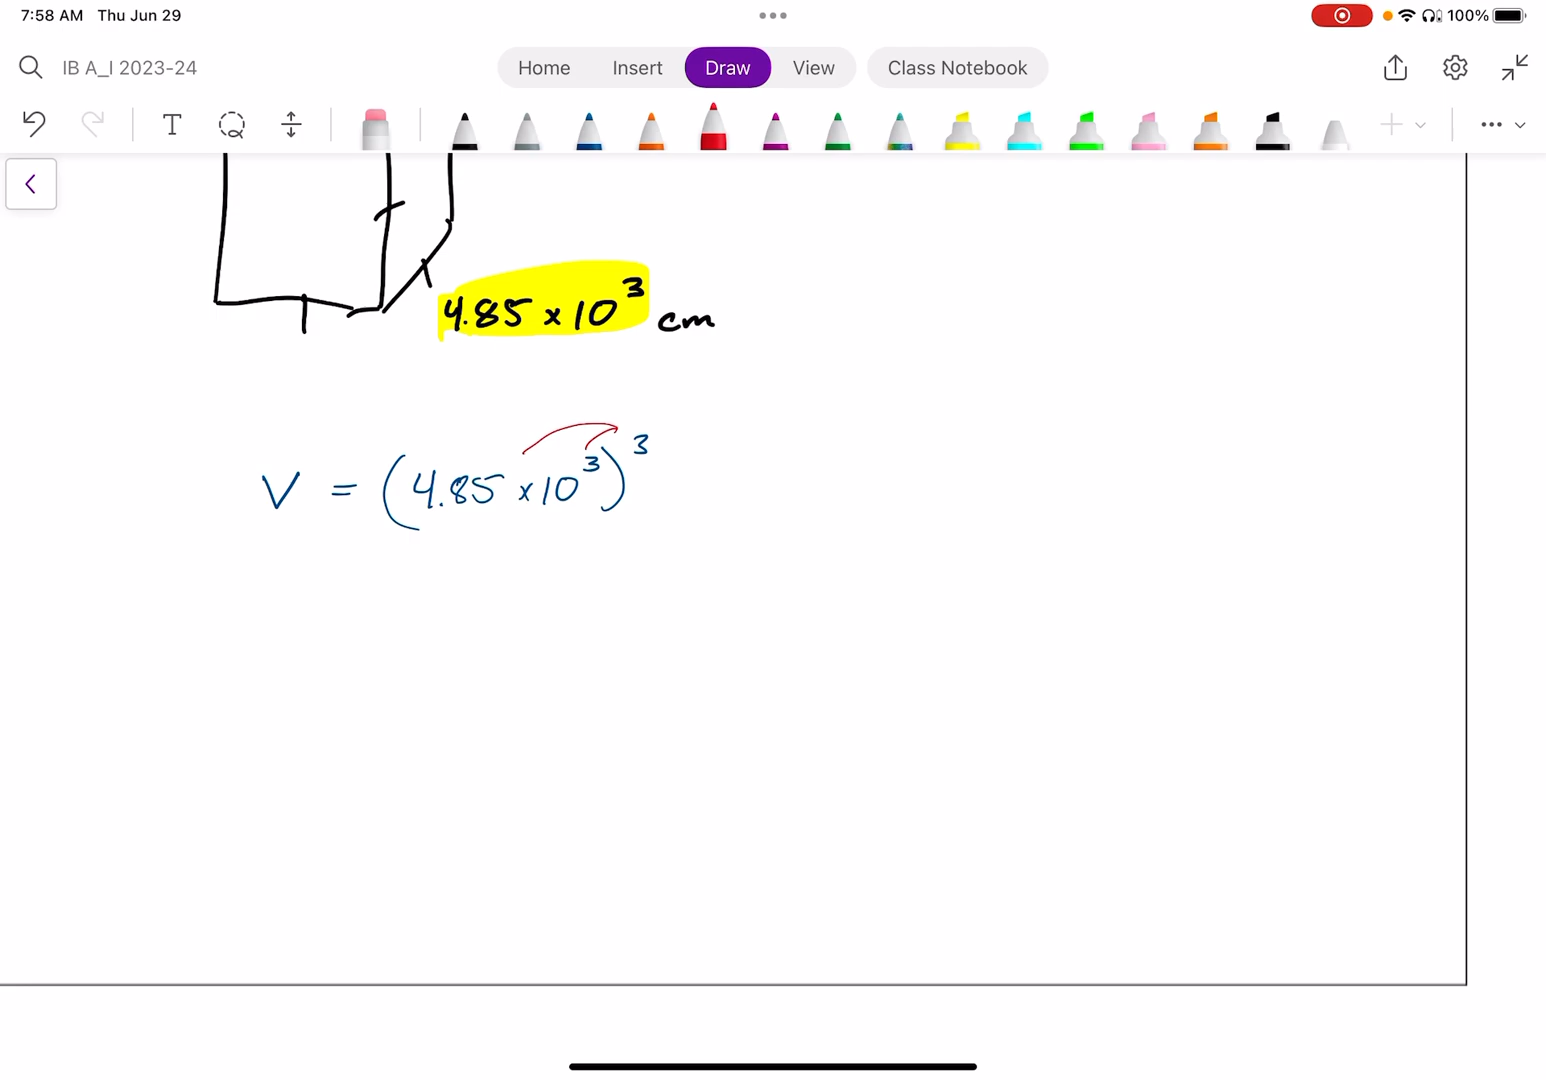 7:58 AM Thu Jun 29
100%
IB A_I 2023-24
Home Insert Draw View Class Notebook
T
4.85 × 10³ cm
V = (4.85 × 10³)³